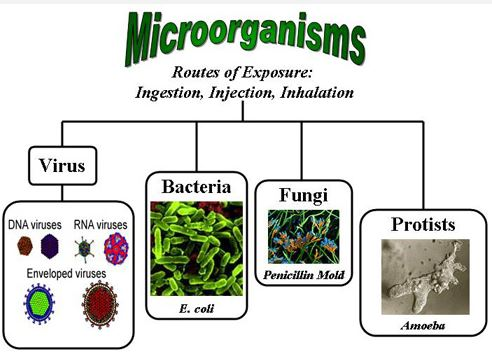 Microorganisms
Routes of Exposure:
Ingestion, Injection, Inhalation
Virus
DNA viruses
RNA viruses
Enveloped viruses
Bacteria
E. coli
Fungi
Penicillin Mold
Protists
Amoeba